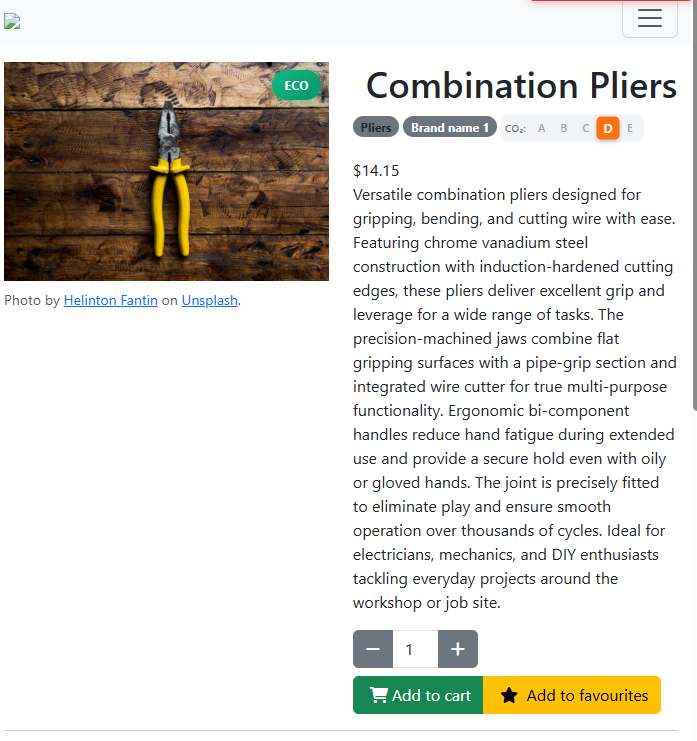 ECO
Photo by Helinton Fantin on Unsplash.
Combination Pliers
Pliers Brand name 1 CO₂: A B C D E
$14.15
Versatile combination pliers designed for
gripping, bending, and cutting wire with ease.
Featuring chrome vanadium steel
construction with induction-hardened cutting
edges, these pliers deliver excellent grip and
leverage for a wide range of tasks. The
precision-machined jaws combine flat
gripping surfaces with a pipe-grip section and
integrated wire cutter for true multi-purpose
functionality. Ergonomic bi-component
handles reduce hand fatigue during extended
use and provide a secure hold even with oily
or gloved hands. The joint is precisely fitted
to eliminate play and ensure smooth
operation over thousands of cycles. Ideal for
electricians, mechanics, and DIY enthusiasts
tackling everyday projects around the
workshop or job site.
1
Add to cart Add to favourites